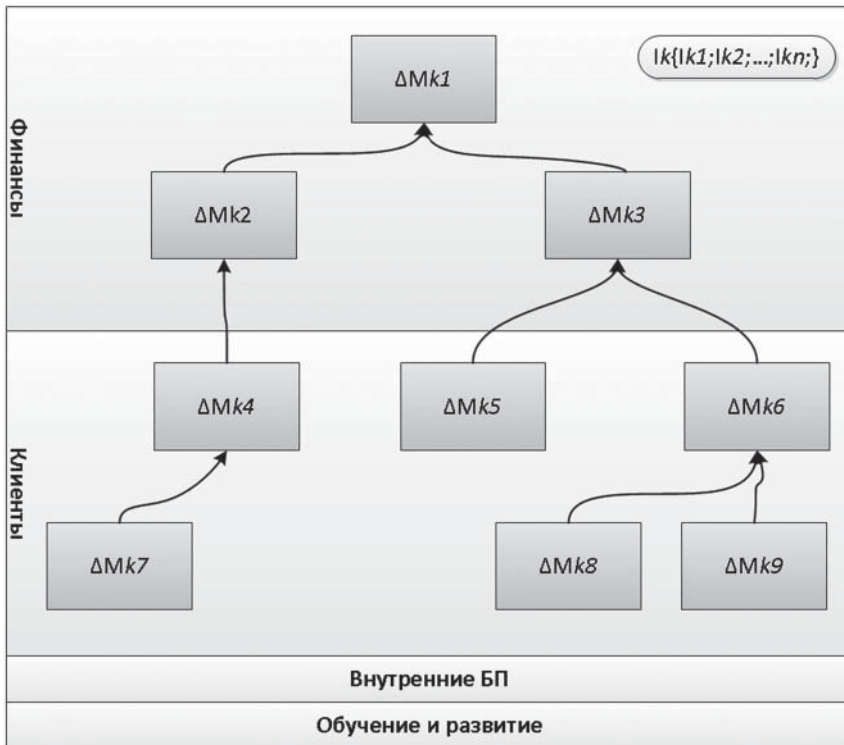 Финансы
ΔMk1
Ik{Ik1;Ik2;...;Ikn;}
ΔMk2
ΔMk3
Клиенты
ΔMk4
ΔMk5
ΔMk6
ΔMk7
ΔMk8
ΔMk9
Внутренние БП
Обучение и развитие